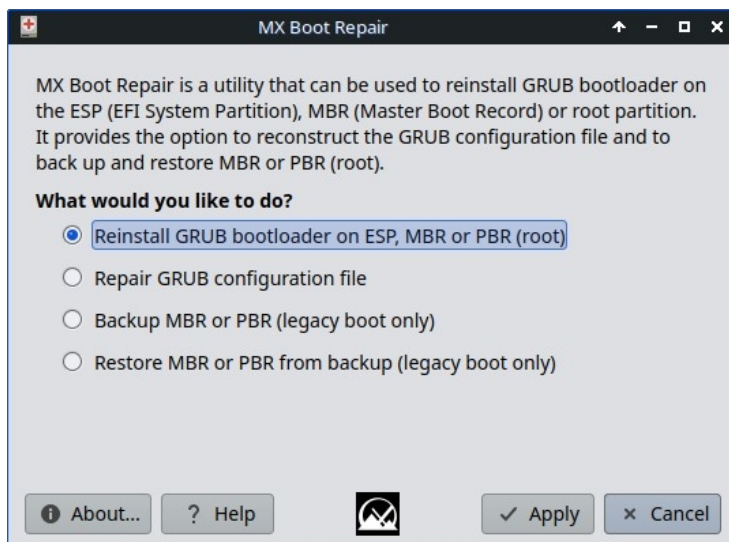 MX Boot Repair
MX Boot Repair is a utility that can be used to reinstall GRUB bootloader on
the ESP (EFI System Partition), MBR (Master Boot Record) or root partition.
It provides the option to reconstruct the GRUB configuration file and to
back up and restore MBR or PBR (root).
What would you like to do?
Reinstall GRUB bootloader on ESP, MBR or PBR (root)
Repair GRUB configuration file
Backup MBR or PBR (legacy boot only)
Restore MBR or PBR from backup (legacy boot only)
About... ? Help Apply Cancel